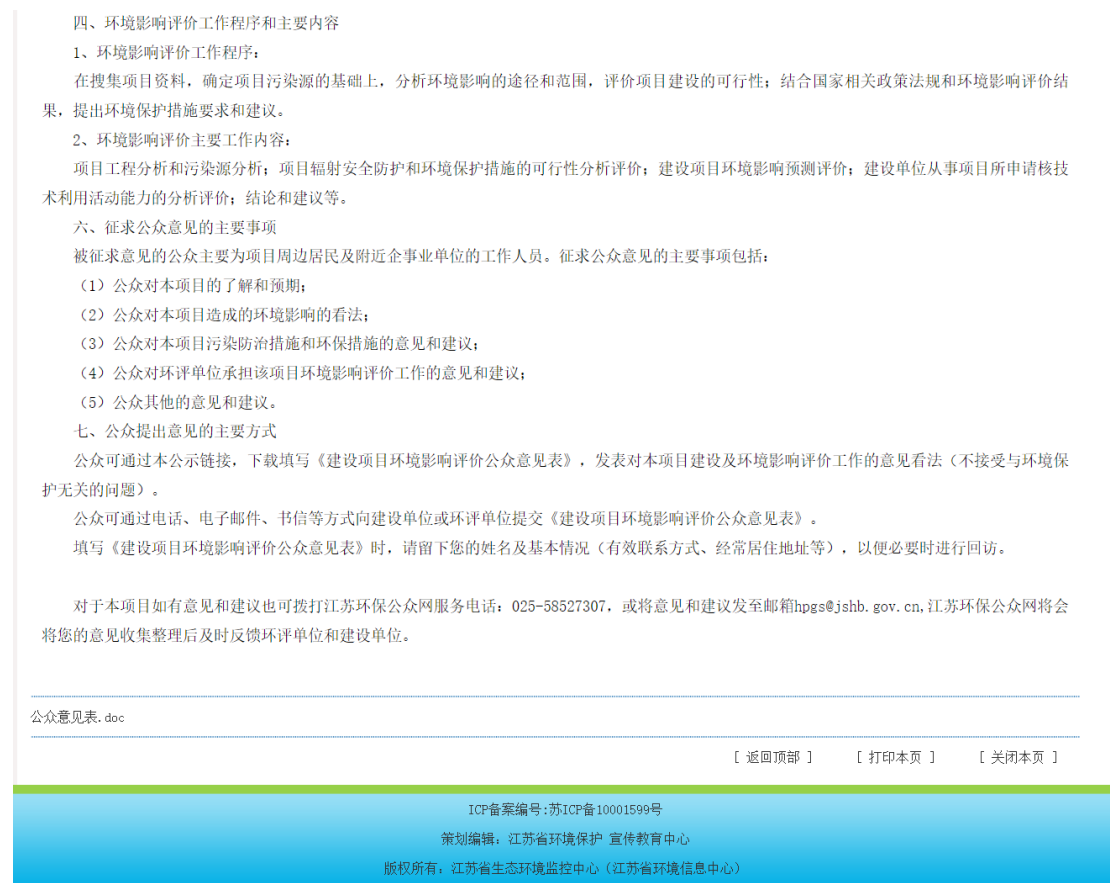 四、环境影响评价工作程序和主要内容
1、环境影响评价工作程序：
在搜集项目资料，确定项目污染源的基础上，分析环境影响的途径和范围，评价项目建设的可行性；结合国家相关政策法规和环境影响评价结
果，提出环境保护措施要求和建议。
2、环境影响评价主要工作内容：
项目工程分析和污染源分析；项目辐射安全防护和环境保护措施的可行性分析评价；建设项目环境影响预测评价；建设单位从事项目所申请核技
术利用活动能力的分析评价；结论和建议等。
六、征求公众意见的主要事项
被征求意见的公众主要为项目周边居民及附近企事业单位的工作人员。征求公众意见的主要事项包括：
（1）公众对本项目的了解和预期；
（2）公众对本项目造成的环境影响的看法；
（3）公众对本项目污染防治措施和环保措施的意见和建议；
（4）公众对环评单位承担该项目环境影响评价工作的意见和建议；
（5）公众其他的意见和建议。
七、公众提出意见的主要方式
公众可通过本公示链接，下载填写《建设项目环境影响评价公众意见表》，发表对本项目建设及环境影响评价工作的意见看法（不接受与环境保
护无关的问题）。
公众可通过电话、电子邮件、书信等方式向建设单位或环评单位提交《建设项目环境影响评价公众意见表》。
填写《建设项目环境影响评价公众意见表》时，请留下您的姓名及基本情况（有效联系方式、经常居住地址等），以便必要时进行回访。
对于本项目如有意见和建议也可拨打江苏环保公众网服务电话：025-58527307，或将意见和建议发至邮箱hpgs@jshb.gov.cn,江苏环保公众网将会
将您的意见收集整理后及时反馈环评单位和建设单位。
公众意见表.doc
[ 返回顶部 ] [ 打印本页 ] [ 关闭本页 ]
ICP备案编号:苏ICP备10001599号
策划编辑：江苏省环境保护 宣传教育中心
版权所有：江苏省生态环境监控中心（江苏省环境信息中心）